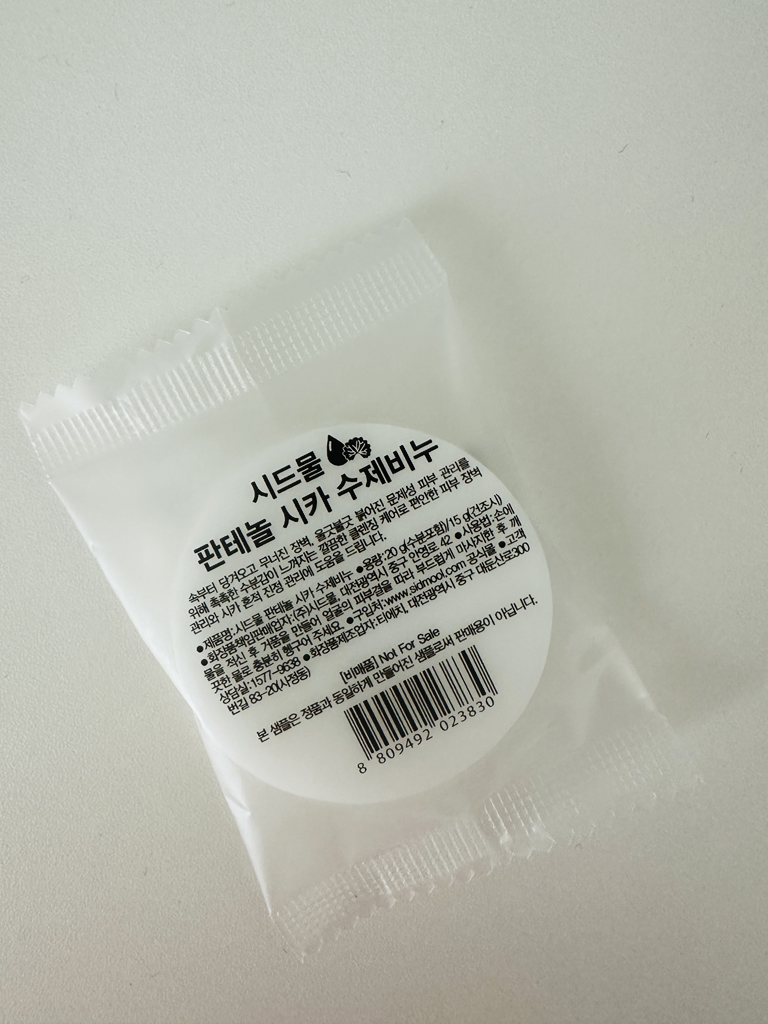 시드물
판테놀 시카 수제비누
속부터 당겨오고 무너진 장벽, 울긋불긋 붉어진 문제성 피부 관리를
위해 촉촉한 수분감이 느껴지는 깔끔한 클렌징 케어로 편안한 피부 장벽
관리와 시카 흔적 진정 관리에 도움을 드립니다.
●제품명:시드물 판테놀 시카 수제비누 ●용량:20 g(수분포함)/15 g(건조시)
●화장품책임판매업자:(주)시드물, 대전광역시 중구 안영로 42 ●사용법:손에
물을 적신 후 거품을 만들어 얼굴의 피부결을 따라 부드럽게 마사지한 후 깨
끗한 물로 충분히 헹구어 주세요. ●구입처:www.sidmool.com 공식몰 ●고객
상담실:1577-9638 ●화장품제조업자:티에치, 대전광역시 중구 대둔산로300
번길 83-20(사정동)
[비매품] Not For Sale
본 샘플은 정품과 동일하게 만들어진 샘플로써 판매용이 아닙니다.
8 809492 023830